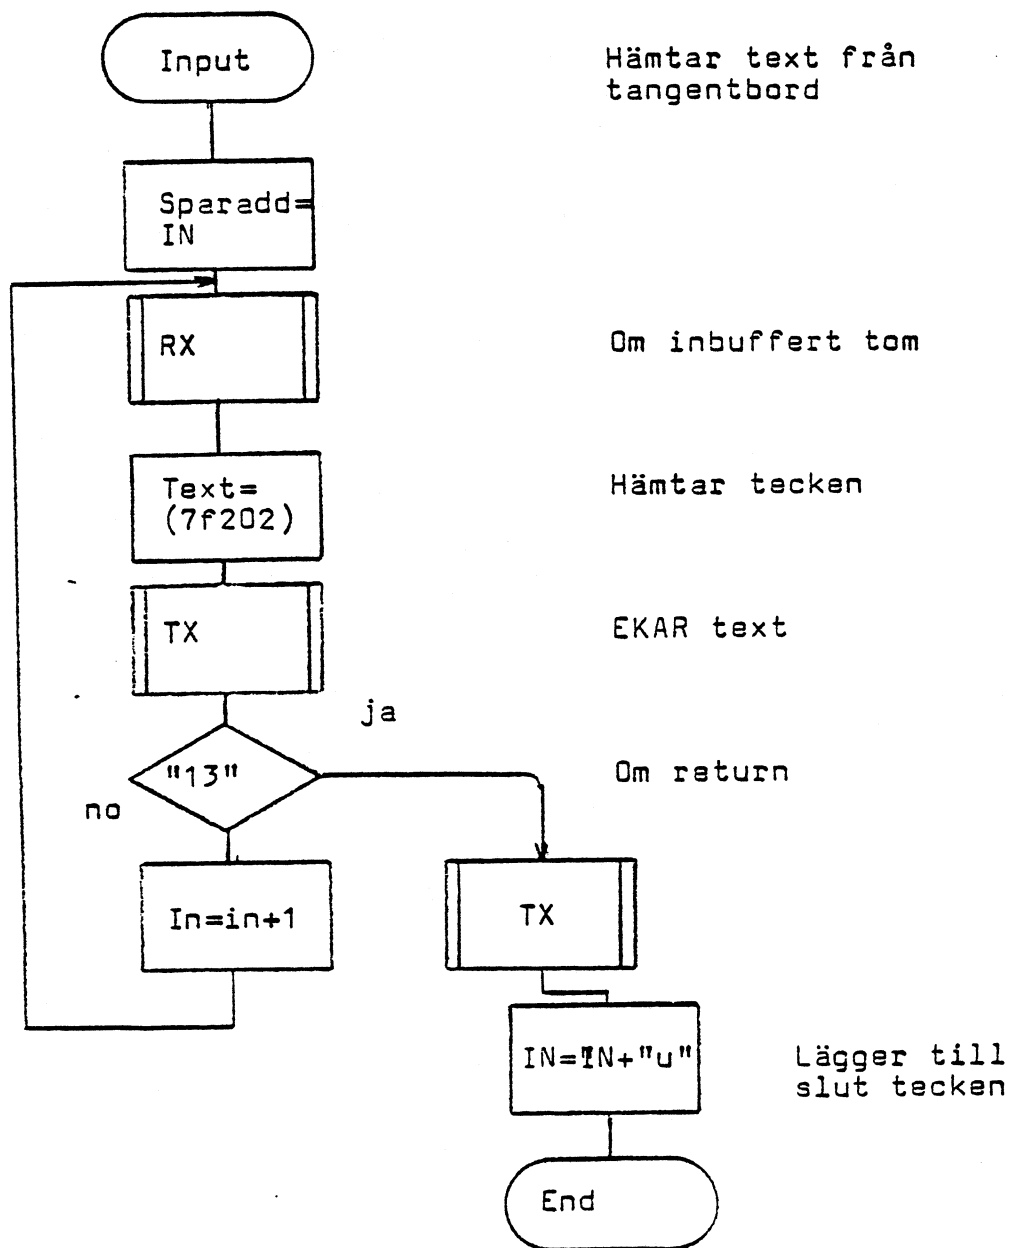 Input
Hämtar text från
tangentbord
Sparadd=
IN
RX
Om inbuffert tom
Text=
(7f202)
Hämtar tecken
TX
EKAR text
ja
"13"
Om return
no
In=in+1
TX
IN=IN+"u"
Lägger till
slut tecken
End